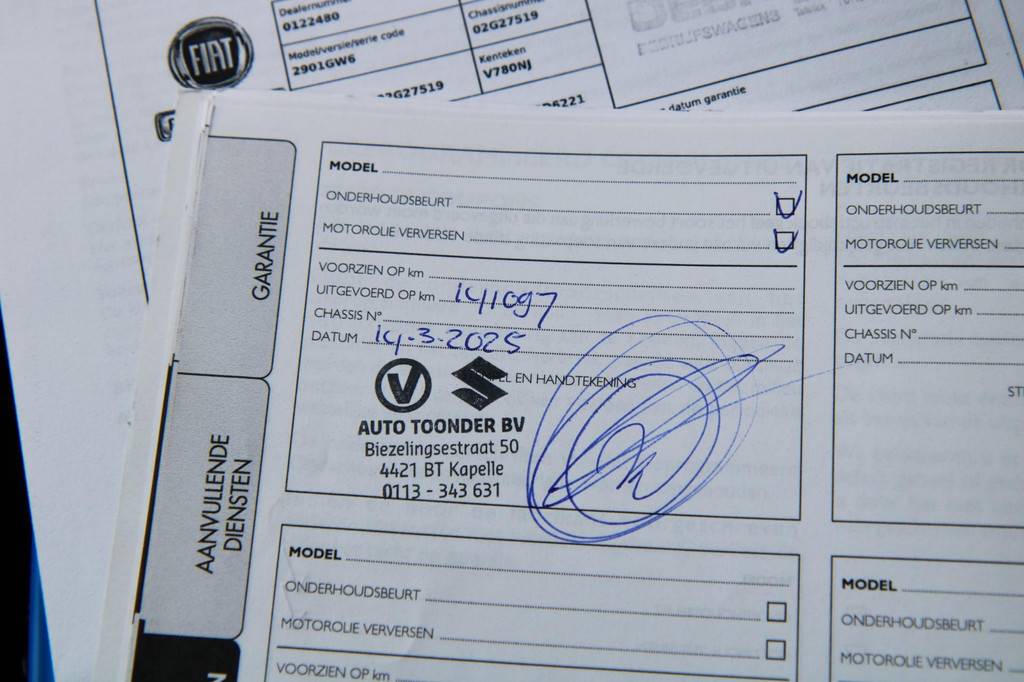 Dealernummer
0122480
Chassisnummer
02G27519
Model/versie/serie code
2901GW6
Kenteken
V780NJ
BEDRIJFSWAGENS
FIAT
2G27519
6221
datum garantie
GARANTIE
AANVULLENDE
DIENSTEN
N
MODEL
ONDERHOUDSBEURT
MOTOROLIE VERVERSEN
VOORZIEN OP km
UITGEVOERD OP km 141097
CHASSIS N°
DATUM 14-3-2025
EN HANDTEKENING
AUTO TOONDER BV
Biezelingsestraat 50
4421 BT Kapelle
0113 - 343 631
MODEL
ONDERHOUDSBEURT
MOTOROLIE VERVERSEN
VOORZIEN OP km
UITGEVOERD OP km
CHASSIS N°
DATUM
ST
MODEL
ONDERHOUDSBEURT
MOTOROLIE VERVERSEN
VOORZIEN OP km
MODEL
ONDERHOUDSBEURT
MOTOROLIE VERVERSEN